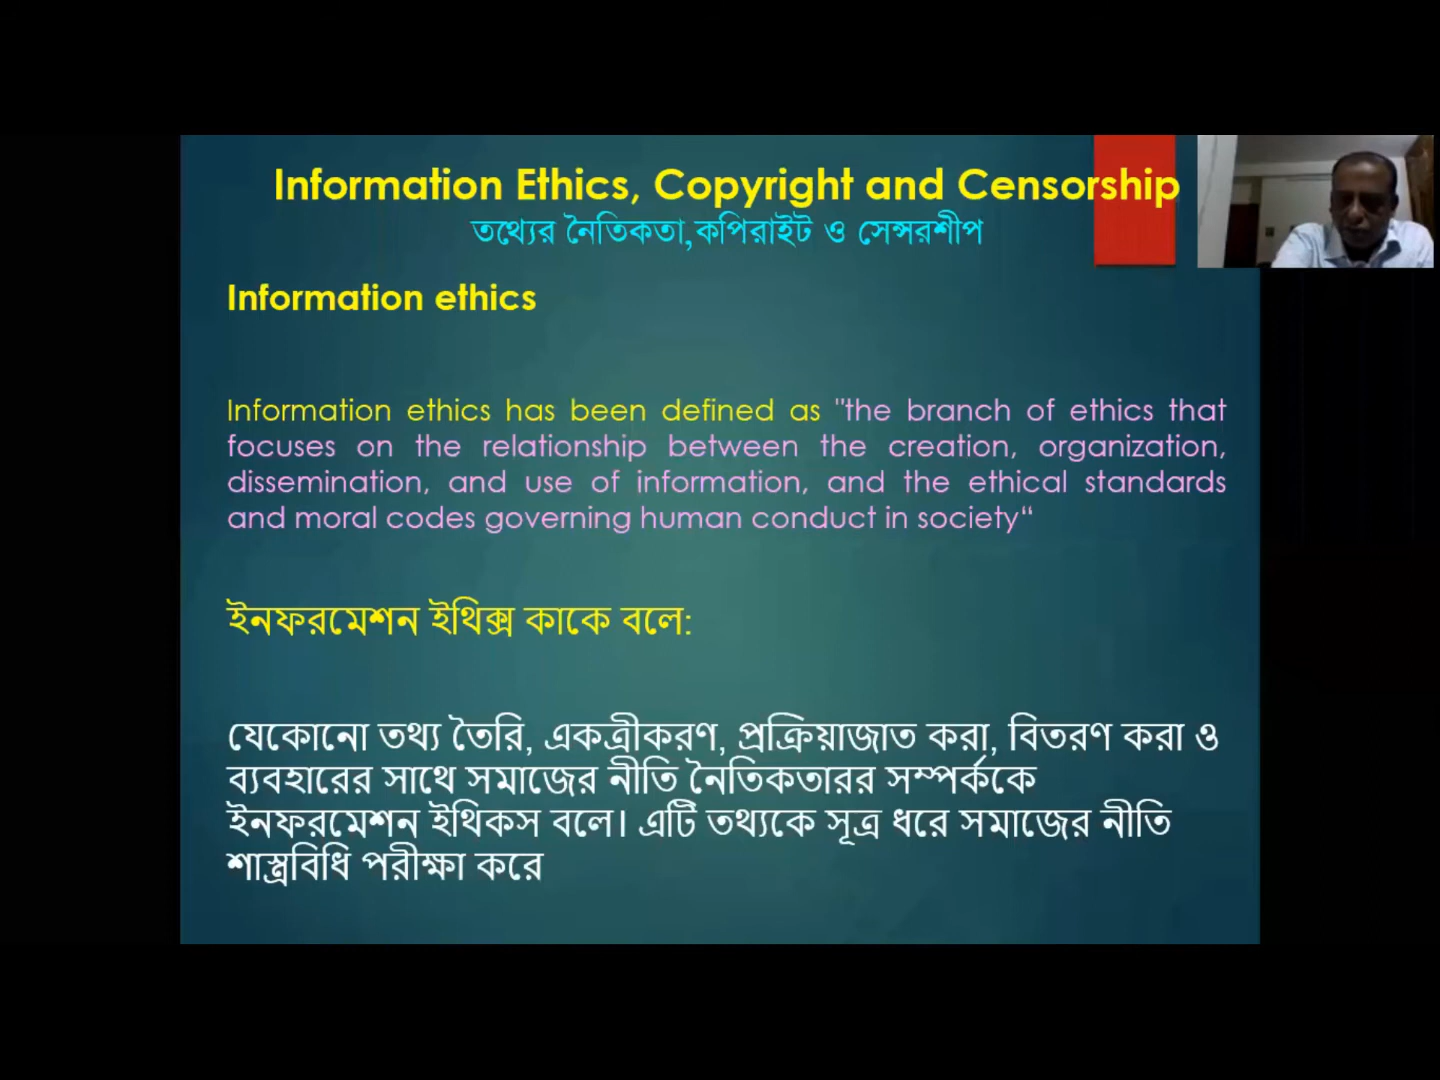 Information Ethics, Copyright and Censorship
তথ্যের নৈতিকতা,কপিরাইট ও সেন্সরশীপ
Information ethics
Information ethics has been defined as "the branch of ethics that
focuses on the relationship between the creation, organization,
dissemination, and use of information, and the ethical standards
and moral codes governing human conduct in society“
ইনফরমেশন ইথিক্স কাকে বলে:
যেকোনো তথ্য তৈরি, একত্রীকরণ, প্রক্রিয়াজাত করা, বিতরণ করা ও
ব্যবহারের সাথে সমাজের নীতি নৈতিকতারর সম্পর্ককে
ইনফরমেশন ইথিকস বলে। এটি তথ্যকে সূত্র ধরে সমাজের নীতি
শাস্ত্রবিধি পরীক্ষা করে